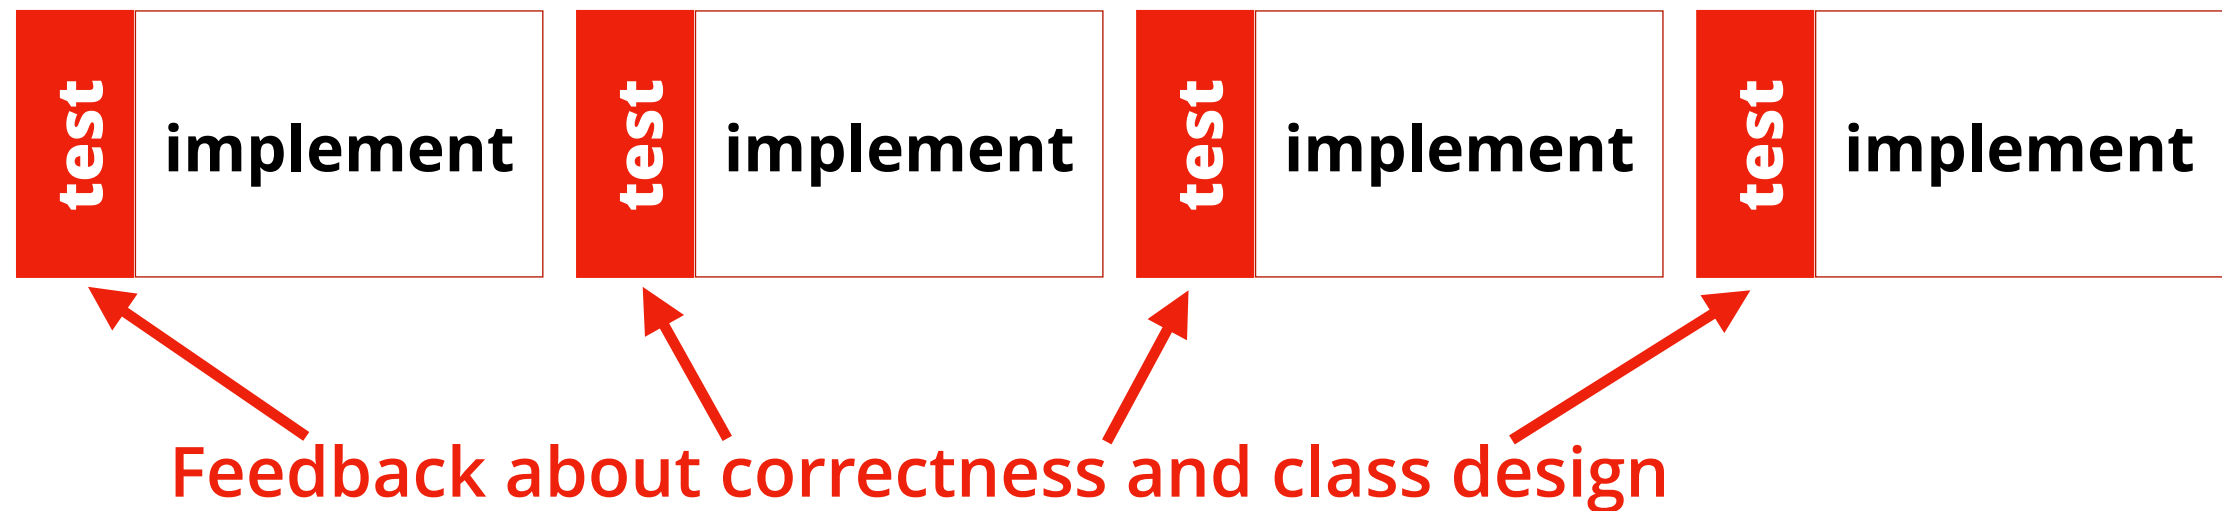 test
implement
test
implement
test
implement
test
implement
Feedback about correctness and class design